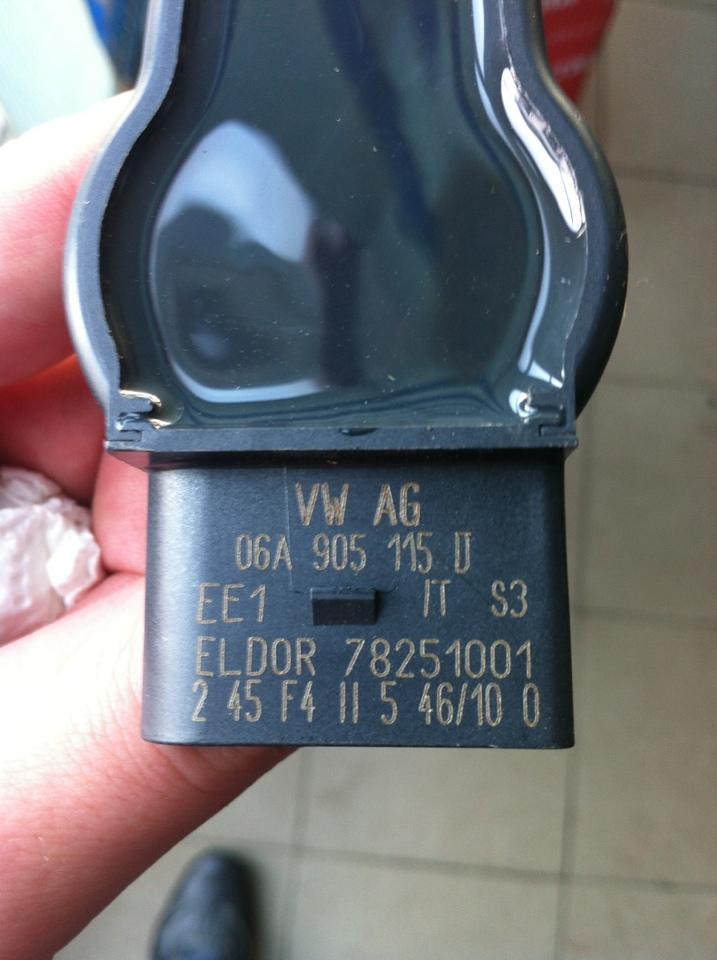 VW AG
06A 905 115 D
EE1 IT S3
ELDOR 78251001
2 45 F4 II 5 46/10 0